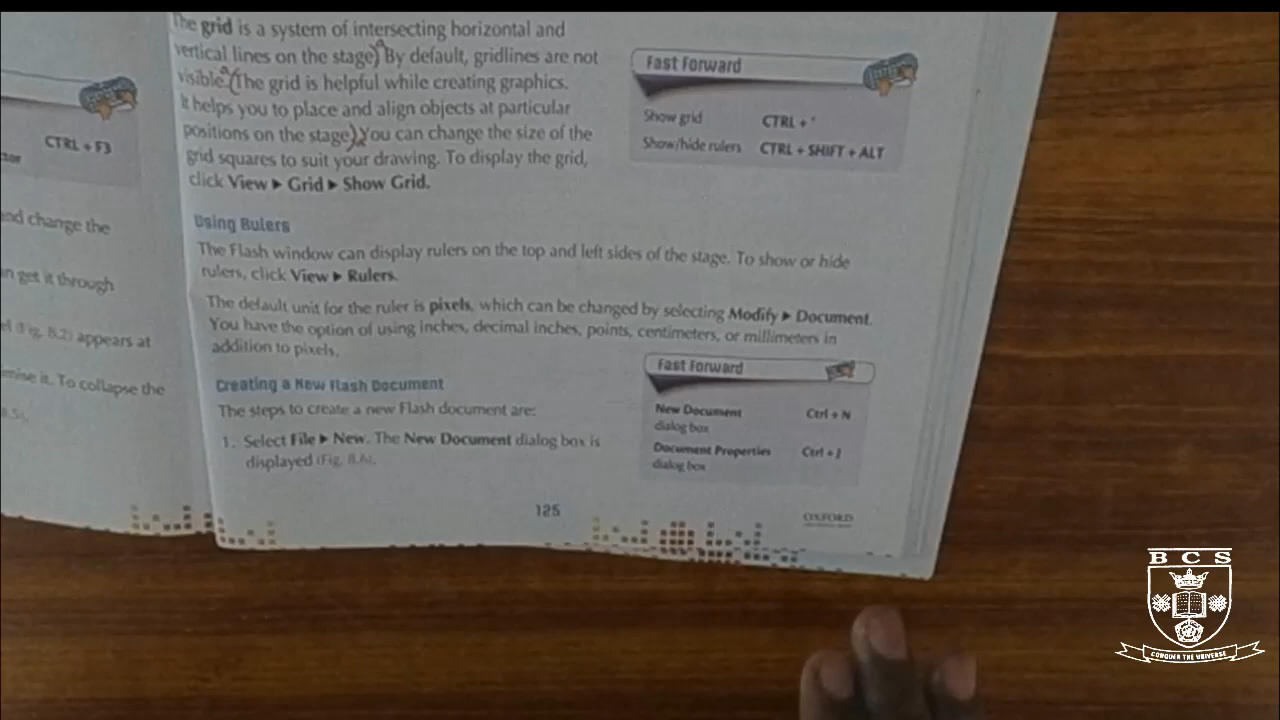 CTRL + F3
and change the
get it through
(Fig. 8.2) appears at
To collapse the
8.5).
The grid is a system of intersecting horizontal and
vertical lines on the stage) By default, gridlines are not
visible. (The grid is helpful while creating graphics.
It helps you to place and align objects at particular
positions on the stage). You can change the size of the
grid squares to suit your drawing. To display the grid,
click View ▸ Grid ▸ Show Grid.
Fast Forward
Show grid CTRL + '
Show/hide rulers CTRL + SHIFT + ALT
Using Rulers
The Flash window can display rulers on the top and left sides of the stage. To show or hide
rulers, click View ▸ Rulers.
The default unit for the ruler is pixels, which can be changed by selecting Modify ▸ Document.
You have the option of using inches, decimal inches, points, centimeters, or millimeters in
addition to pixels.
Creating a New Flash Document
The steps to create a new Flash document are:
1. Select File ▸ New. The New Document dialog box is
displayed (Fig. 8.6).
Fast Forward
New Document Ctrl + N
dialog box
Document Properties Ctrl + J
dialog box
125
OXFORD
BCS
CONQUER THE UNIVERSE